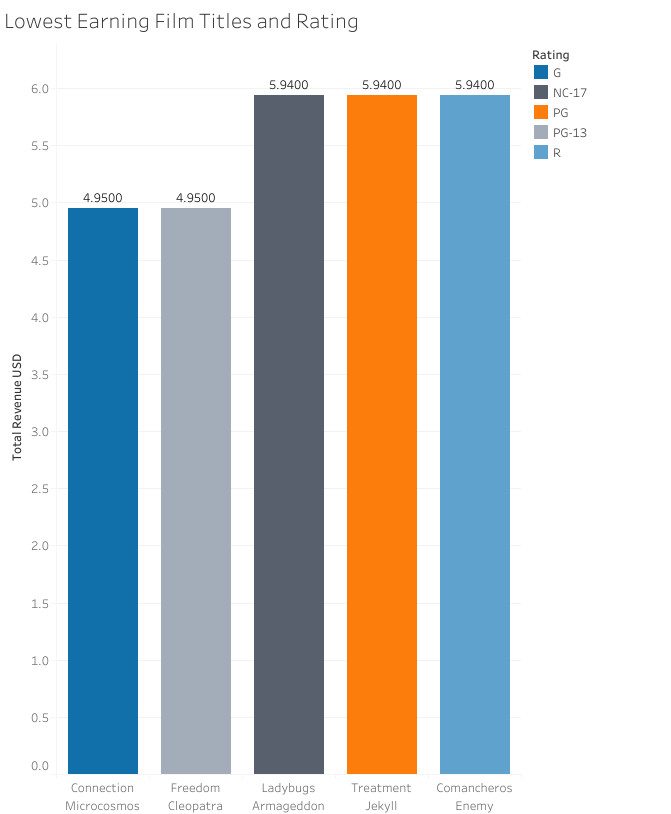 Lowest Earning Film Titles and Rating
Rating
G
NC-17
PG
PG-13
R
Total Revenue USD
6.0
5.5
5.0
4.5
4.0
3.5
3.0
2.5
2.0
1.5
1.0
0.5
0.0
4.9500
4.9500
5.9400
5.9400
5.9400
Connection
Microcosmos
Freedom
Cleopatra
Ladybugs
Armageddon
Treatment
Jekyll
Comancheros
Enemy